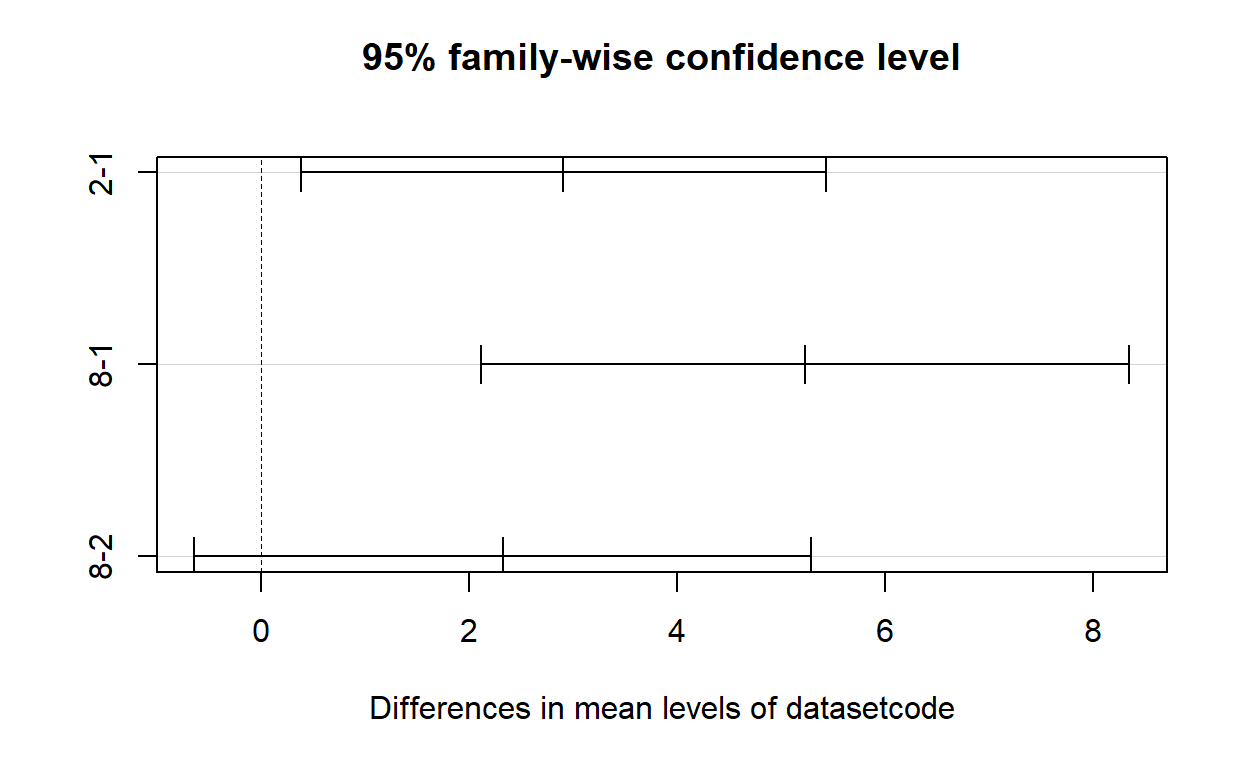 95% family-wise confidence level
2-1
8-1
8-2
0 2 4 6 8
Differences in mean levels of datasetcode